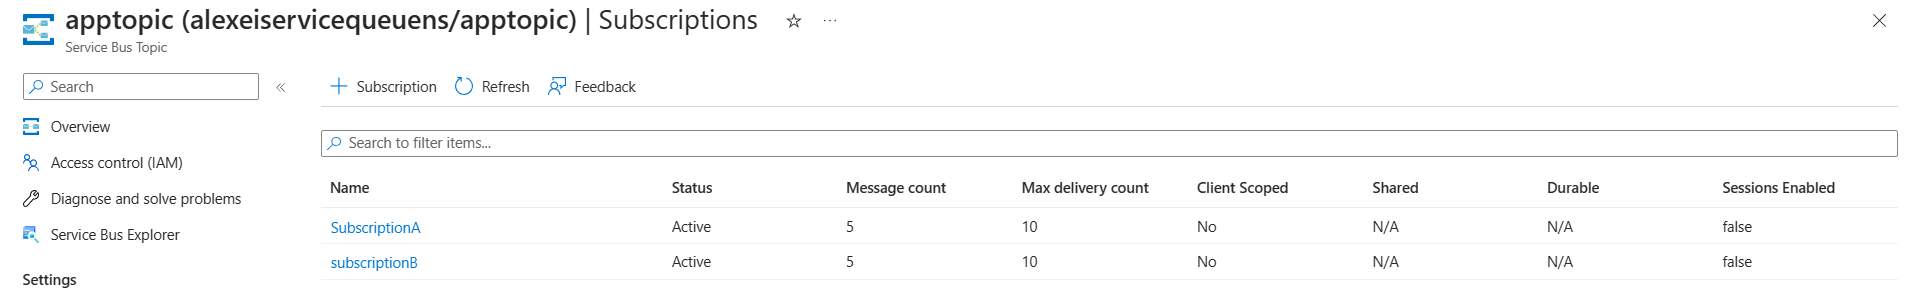 apptopic (alexeiservicequeuens/apptopic) | Subscriptions
Service Bus Topic
Search
Subscription Refresh Feedback
Overview
Access control (IAM)
Diagnose and solve problems
Service Bus Explorer
Settings
Search to filter items...
Name Status Message count Max delivery count Client Scoped Shared Durable Sessions Enabled
SubscriptionA Active 5 10 No N/A N/A false
subscriptionB Active 5 10 No N/A N/A false